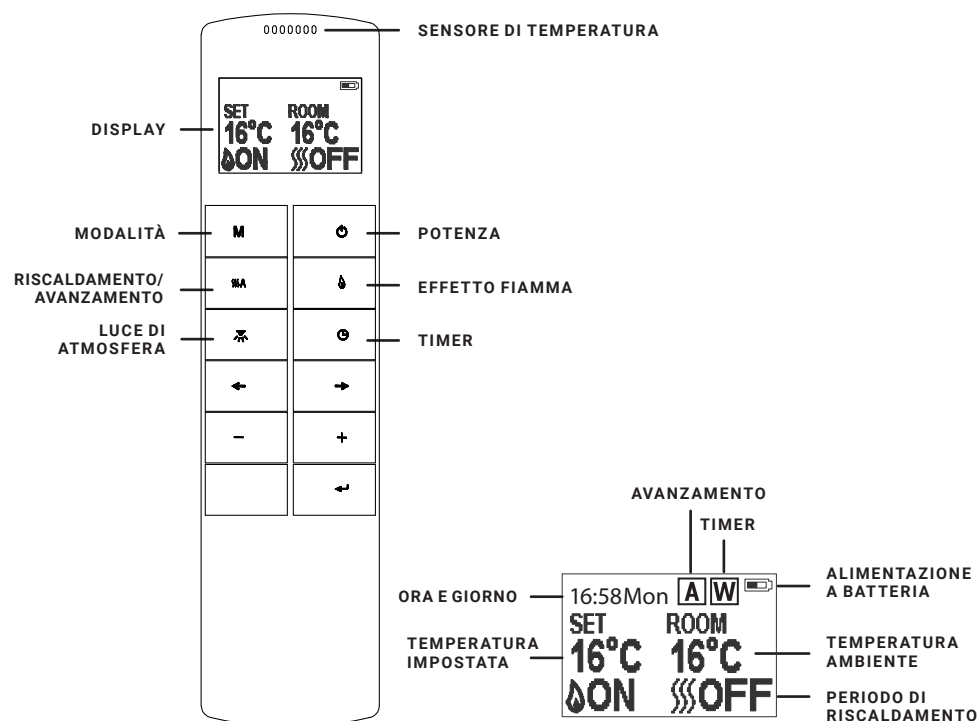 SENSORE DI TEMPERATURA
DISPLAY
SET ROOM
16°C 16°C
ON OFF
MODALITÀ
M
POTENZA
RISCALDAMENTO/
AVANZAMENTO
A
EFFETTO FIAMMA
LUCE DI
ATMOSFERA
TIMER
←
→
−
+
AVANZAMENTO
TIMER
ORA E GIORNO
16:58Mon A W
ALIMENTAZIONE
A BATTERIA
SET ROOM
TEMPERATURA
IMPOSTATA
16°C 16°C
TEMPERATURA
AMBIENTE
ON OFF
PERIODO DI
RISCALDAMENTO